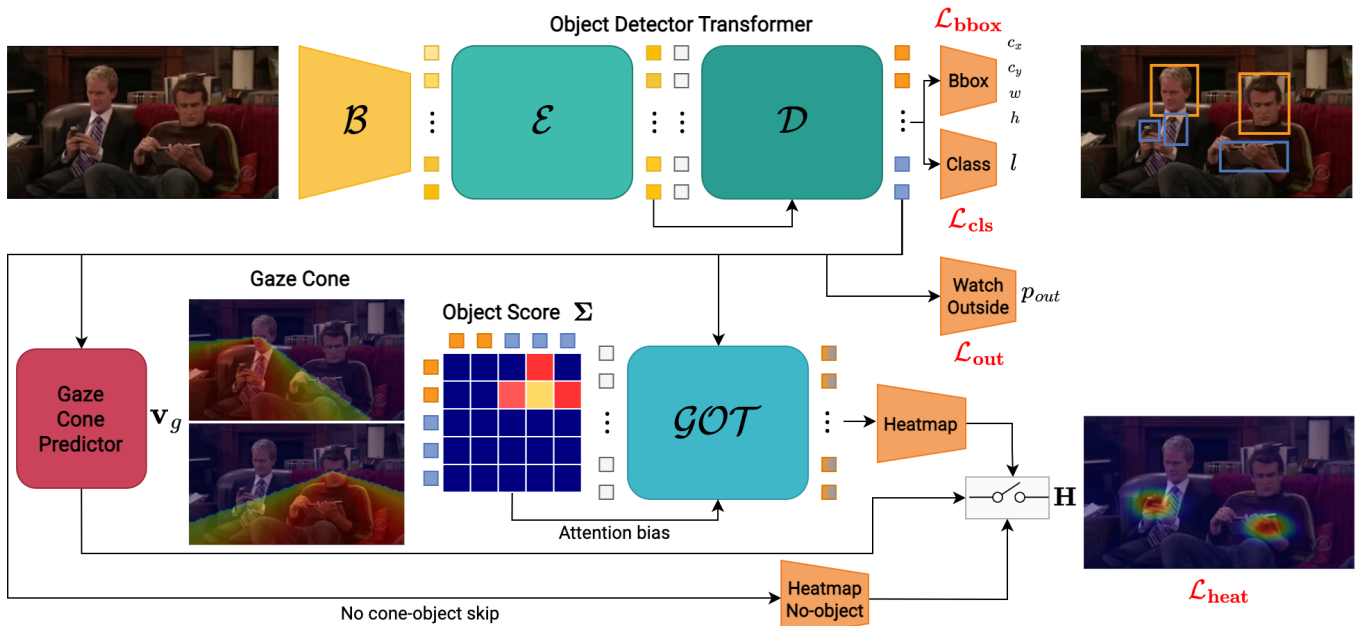 Object Detector Transformer
𝓛bbox
ℬ
ℰ
𝒟
Bbox
cx
cy
w
h
Class
l
𝓛cls
Gaze Cone
Object Score Σ
Watch
Outside
pout
𝓛out
Gaze
Cone
Predictor
vg
𝒢𝒪𝒯
Heatmap
H
Attention bias
Heatmap
No-object
No cone-object skip
𝓛heat